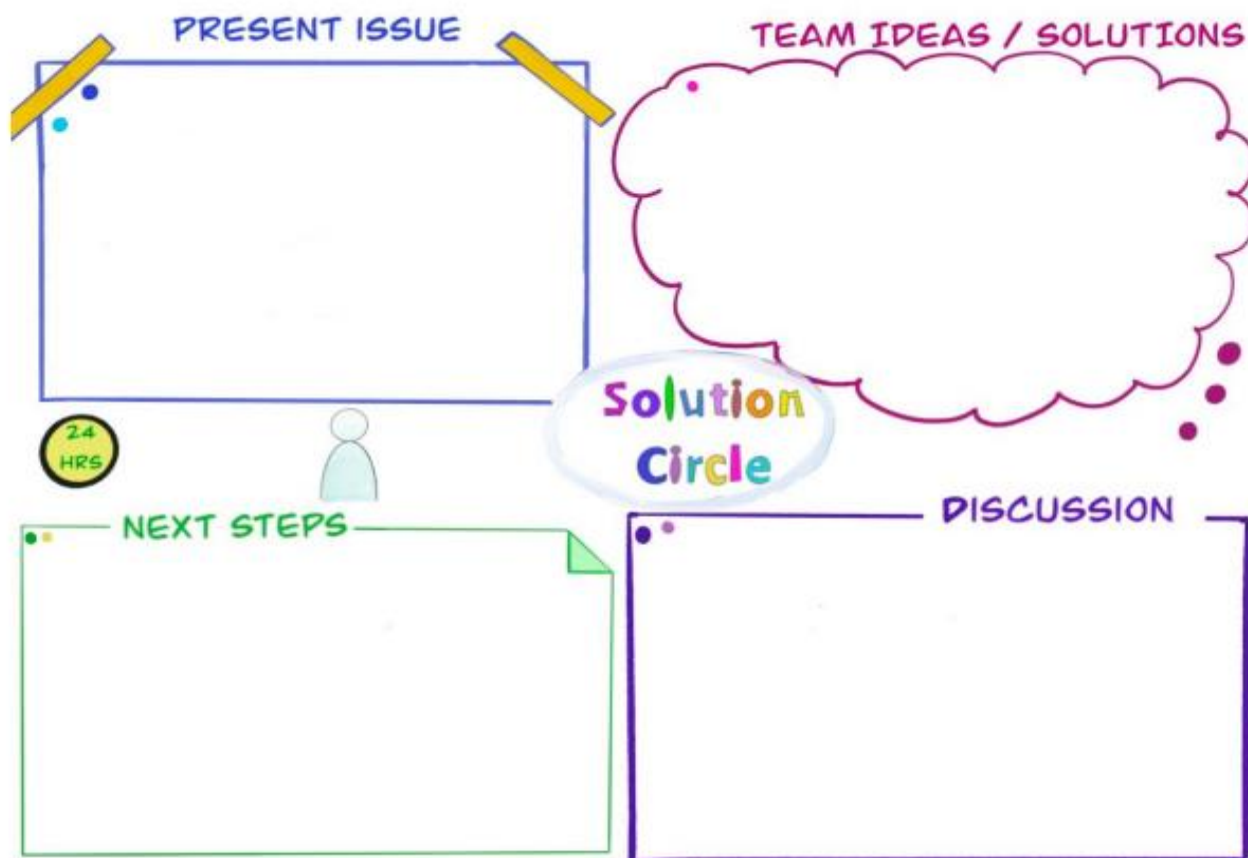 PRESENT ISSUE
TEAM IDEAS / SOLUTIONS
Solution
Circle
24
HRS
NEXT STEPS
DISCUSSION